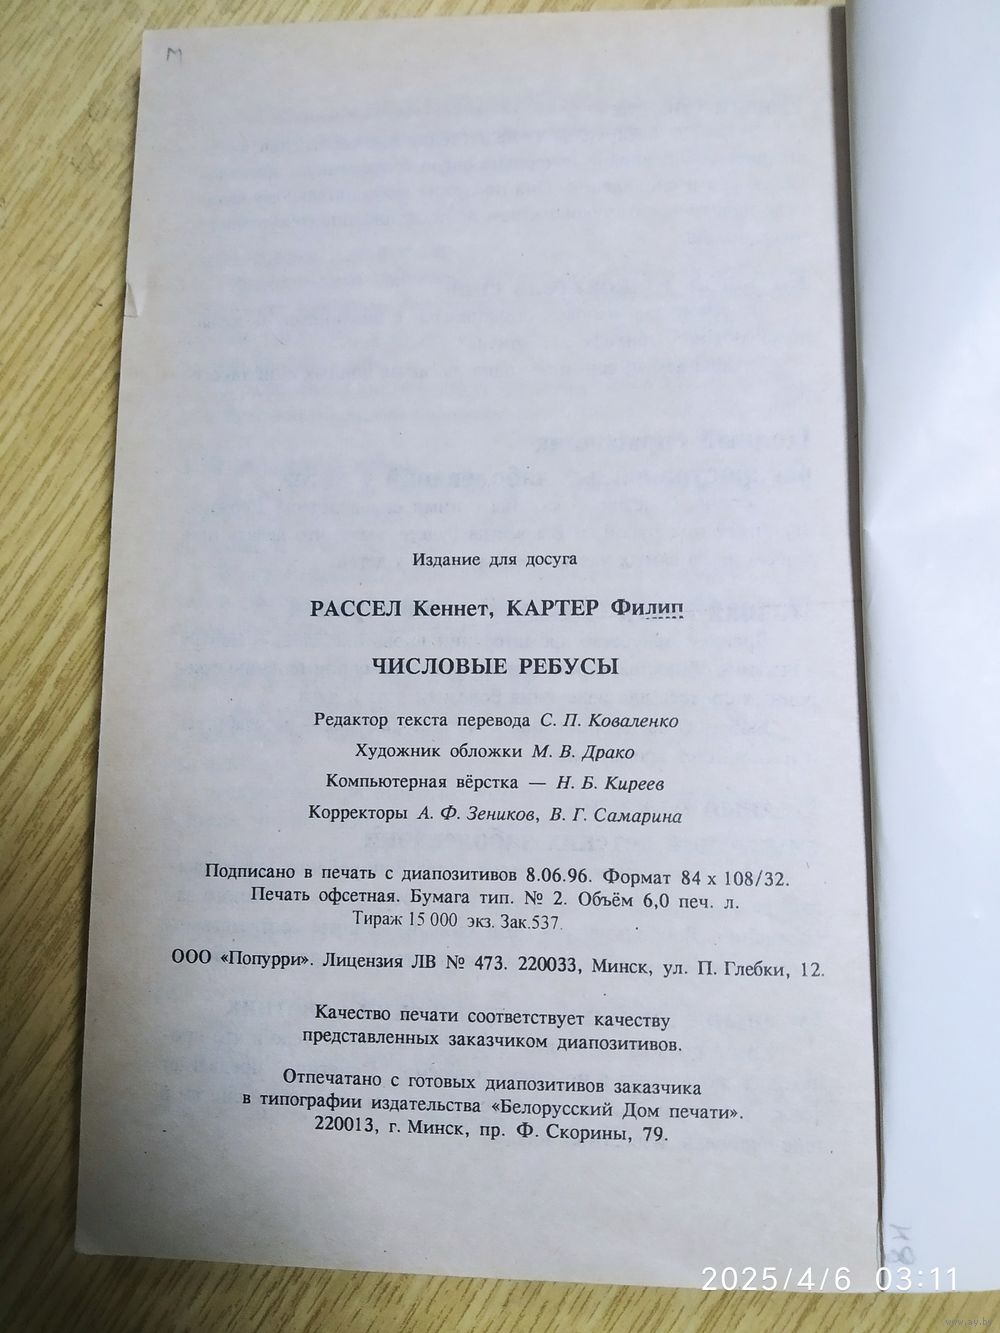 Издание для досуга
РАССЕЛ Кеннет, КАРТЕР Филип
ЧИСЛОВЫЕ РЕБУСЫ
Редактор текста перевода С. П. Коваленко
Художник обложки М. В. Драко
Компьютерная вёрстка — Н. Б. Киреев
Корректоры А. Ф. Зеников, В. Г. Самарина
Подписано в печать с диапозитивов 8.06.96. Формат 84 x 108/32.
Печать офсетная. Бумага тип. № 2. Объём 6,0 печ. л.
Тираж 15 000 экз. Зак.537.
ООО «Попурри». Лицензия ЛВ № 473. 220033, Минск, ул. П. Глебки, 12.
Качество печати соответствует качеству
представленных заказчиком диапозитивов.
Отпечатано с готовых диапозитивов заказчика
в типографии издательства «Белорусский Дом печати».
220013, г. Минск, пр. Ф. Скорины, 79.
2025/4/6 03:11
www.ay.by